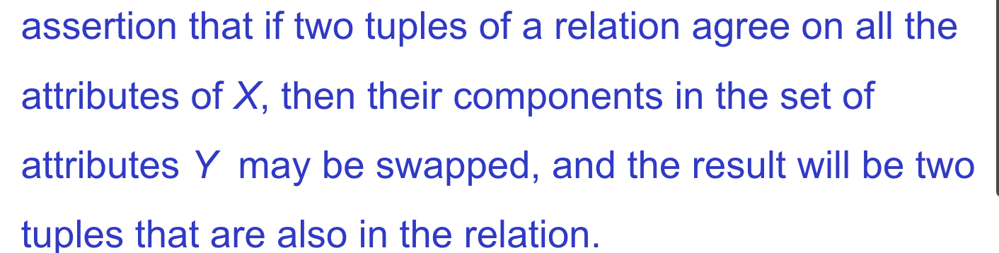 assertion that if two tuples of a relation agree on all the
attributes of X, then their components in the set of
attributes Y may be swapped, and the result will be two
tuples that are also in the relation.